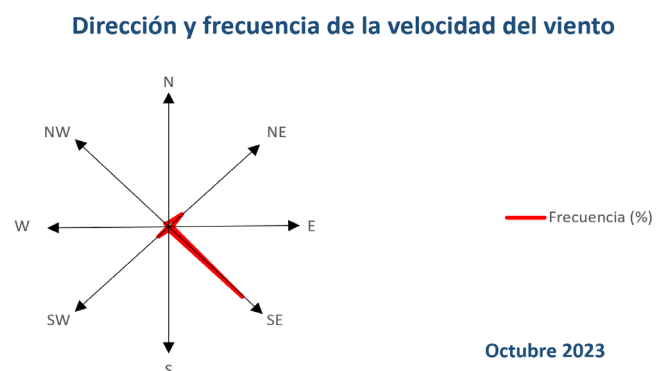 Dirección y frecuencia de la velocidad del viento
N
NW
NE
W
E
Frecuencia (%)
SW
SE
S
Octubre 2023